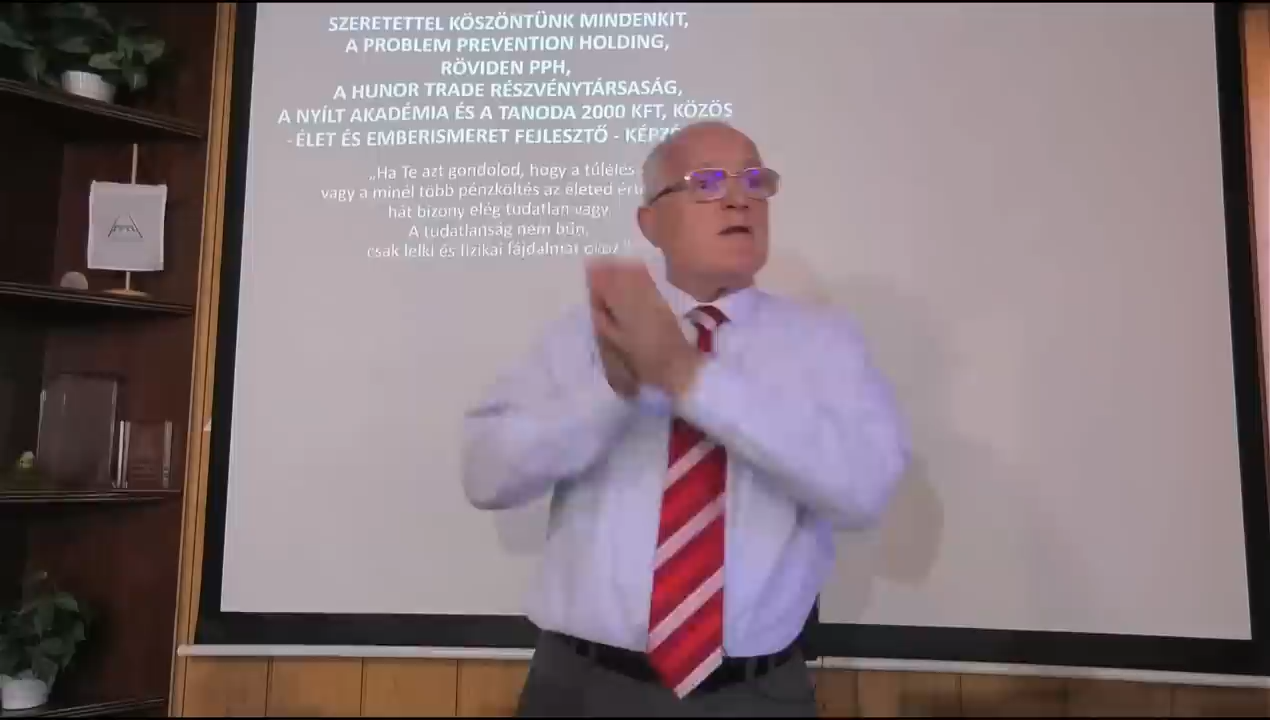 SZERETETTEL KÖSZÖNTÜNK MINDENKIT,
A PROBLEM PREVENTION HOLDING,
RÖVIDEN PPH,
A HUNOR TRADE RÉSZVÉNYTÁRSASÁG,
A NYÍLT AKADÉMIA ÉS A TANODA 2000 KFT, KÖZÖS
- ÉLET ÉS EMBERISMERET FEJLESZTŐ -
„Ha Te azt gondolod, hogy a túlélés
vagy a minél több pénzköltés az életed
hát bizony elég tudatlan vagy.
A tudatlanság nem bűn,
csak lelki és fizikai fájdalmat okoz."